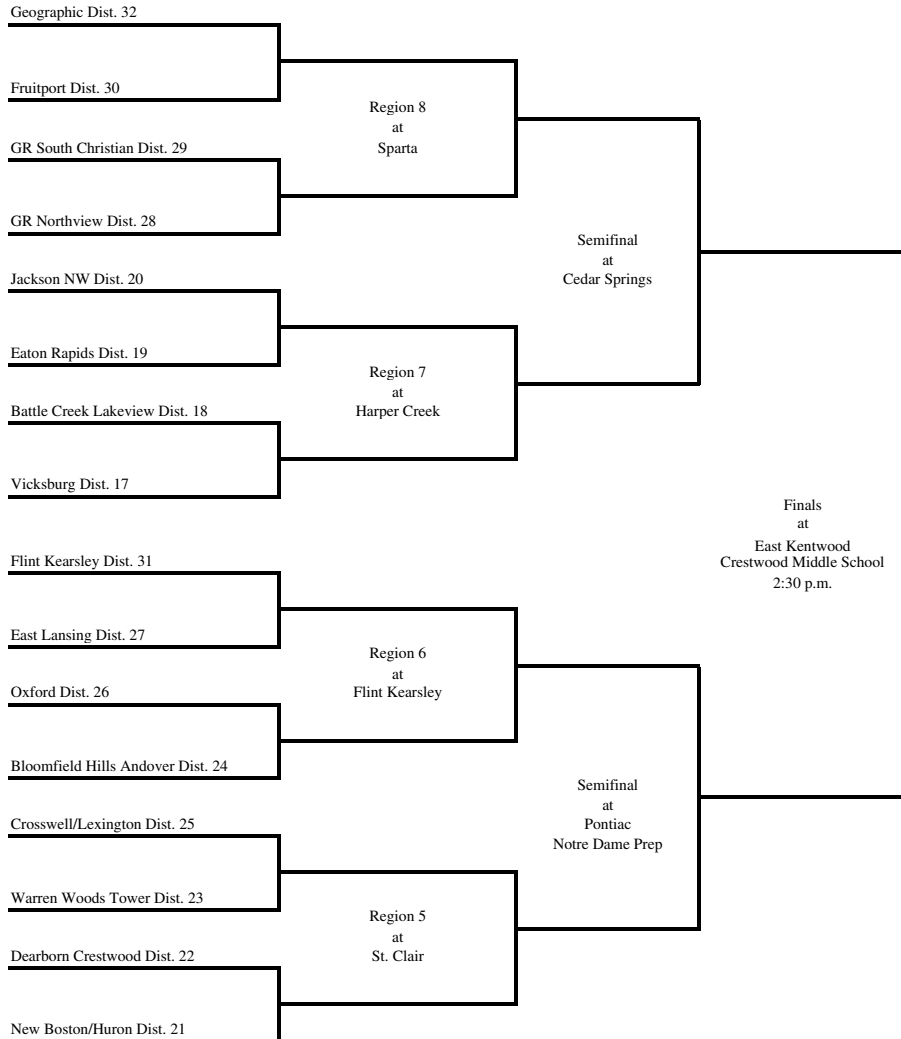 Geographic Dist. 32
Fruitport Dist. 30
Region 8
at
Sparta
GR South Christian Dist. 29
GR Northview Dist. 28
Semifinal
at
Cedar Springs
Jackson NW Dist. 20
Eaton Rapids Dist. 19
Region 7
at
Harper Creek
Battle Creek Lakeview Dist. 18
Vicksburg Dist. 17
Finals
at
East Kentwood
Crestwood Middle School
2:30 p.m.
Flint Kearsley Dist. 31
East Lansing Dist. 27
Region 6
at
Flint Kearsley
Oxford Dist. 26
Bloomfield Hills Andover Dist. 24
Semifinal
at
Pontiac
Notre Dame Prep
Crosswell/Lexington Dist. 25
Warren Woods Tower Dist. 23
Region 5
at
St. Clair
Dearborn Crestwood Dist. 22
New Boston/Huron Dist. 21